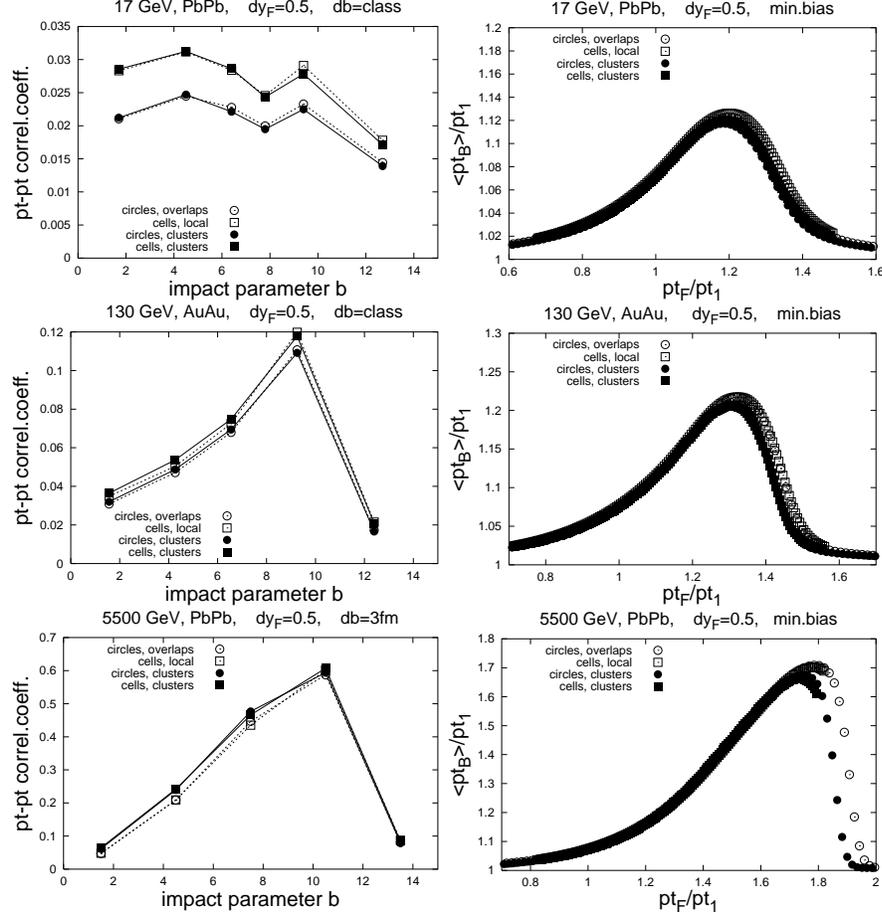 17 GeV, PbPb, dy_F=0.5, db=class
pt-pt correl.coeff.
0.035
0.03
0.025
0.02
0.015
0.01
0.005
0
circles, overlaps
cells, local
circles, clusters
cells, clusters
0 2 4 6 8 10 12 14
impact parameter b
17 GeV, PbPb, dy_F=0.5, min.bias
<pt_B>/pt_1
1.2
1.18
1.16
1.14
1.12
1.1
1.08
1.06
1.04
1.02
1
circles, overlaps
cells, local
circles, clusters
cells, clusters
0.6 0.8 1 1.2 1.4 1.6
pt_F/pt_1
130 GeV, AuAu, dy_F=0.5, db=class
pt-pt correl.coeff.
0.12
0.1
0.08
0.06
0.04
0.02
0
circles, overlaps
cells, local
circles, clusters
cells, clusters
0 2 4 6 8 10 12 14
impact parameter b
130 GeV, AuAu, dy_F=0.5, min.bias
<pt_B>/pt_1
1.3
1.25
1.2
1.15
1.1
1.05
1
circles, overlaps
cells, local
circles, clusters
cells, clusters
0.8 1 1.2 1.4 1.6
pt_F/pt_1
5500 GeV, PbPb, dy_F=0.5, db=3fm
pt-pt correl.coeff.
0.7
0.6
0.5
0.4
0.3
0.2
0.1
0
circles, overlaps
cells, local
circles, clusters
cells, clusters
0 2 4 6 8 10 12 14
impact parameter b
5500 GeV, PbPb, dy_F=0.5, min.bias
<pt_B>/pt_1
1.8
1.7
1.6
1.5
1.4
1.3
1.2
1.1
1
circles, overlaps
cells, local
circles, clusters
cells, clusters
0.8 1 1.2 1.4 1.6 1.8 2
pt_F/pt_1